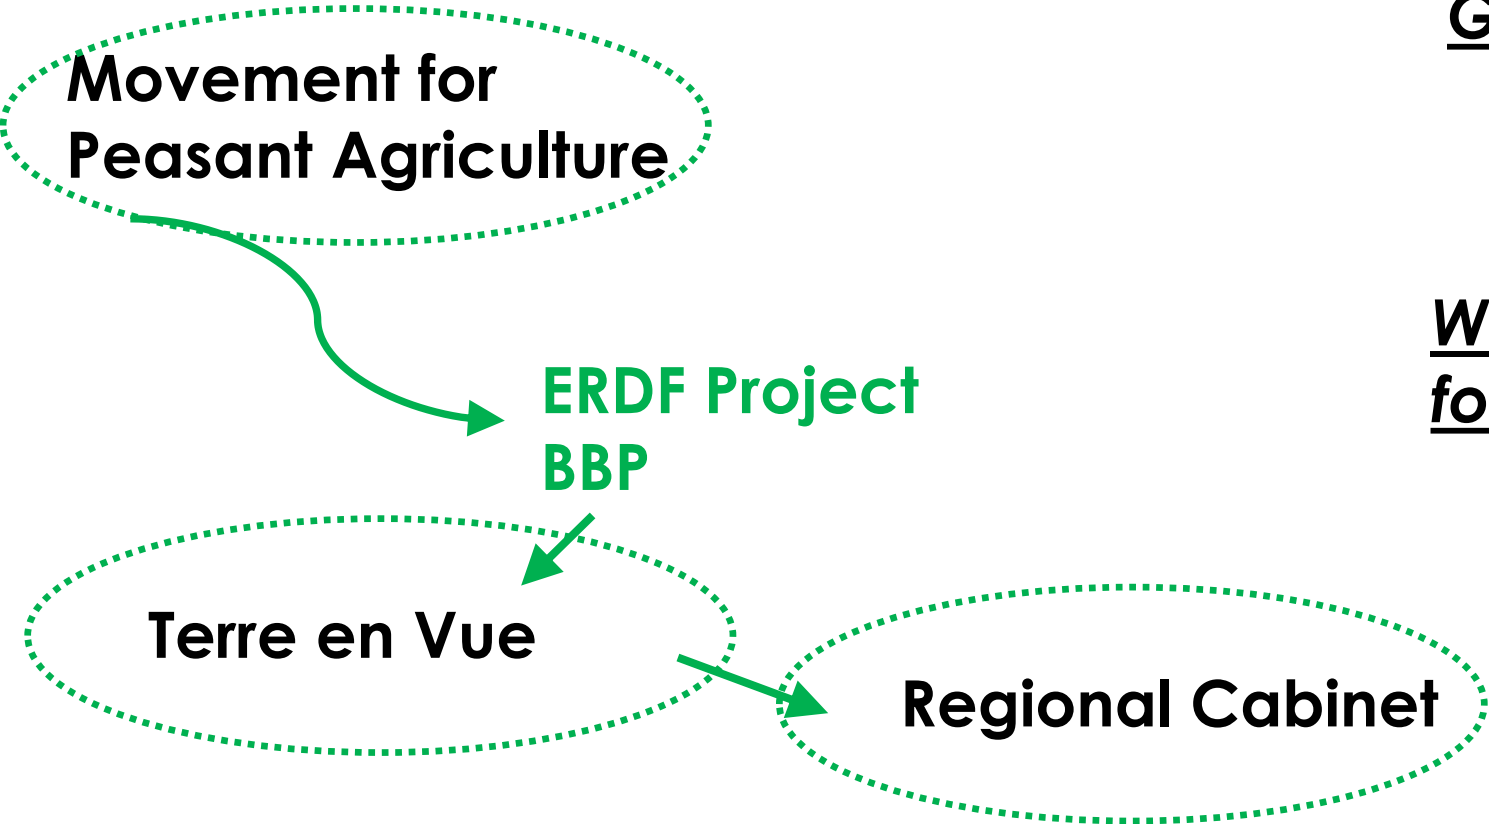 Movement for
Peasant Agriculture
ERDF Project
BBP
Terre en Vue
Regional Cabinet